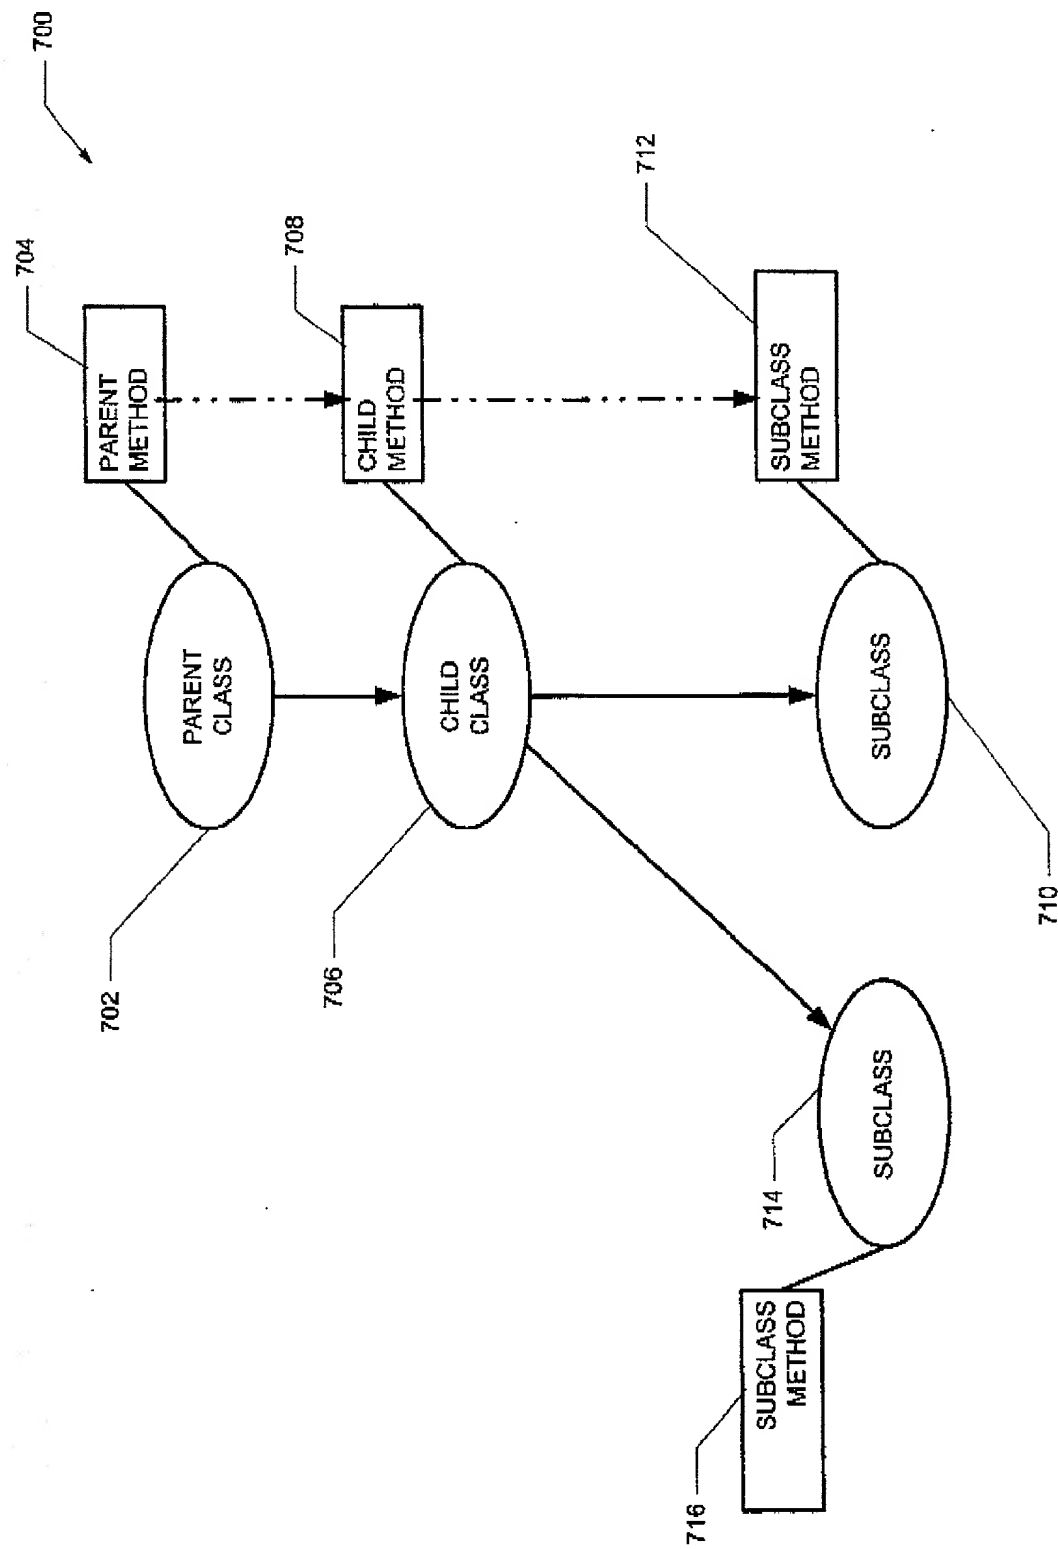 700
704
PARENT
METHOD
708
CHILD
METHOD
712
SUBCLASS
METHOD
PARENT
CLASS
702
CHILD
CLASS
706
SUBCLASS
710
SUBCLASS
714
SUBCLASS
METHOD
716